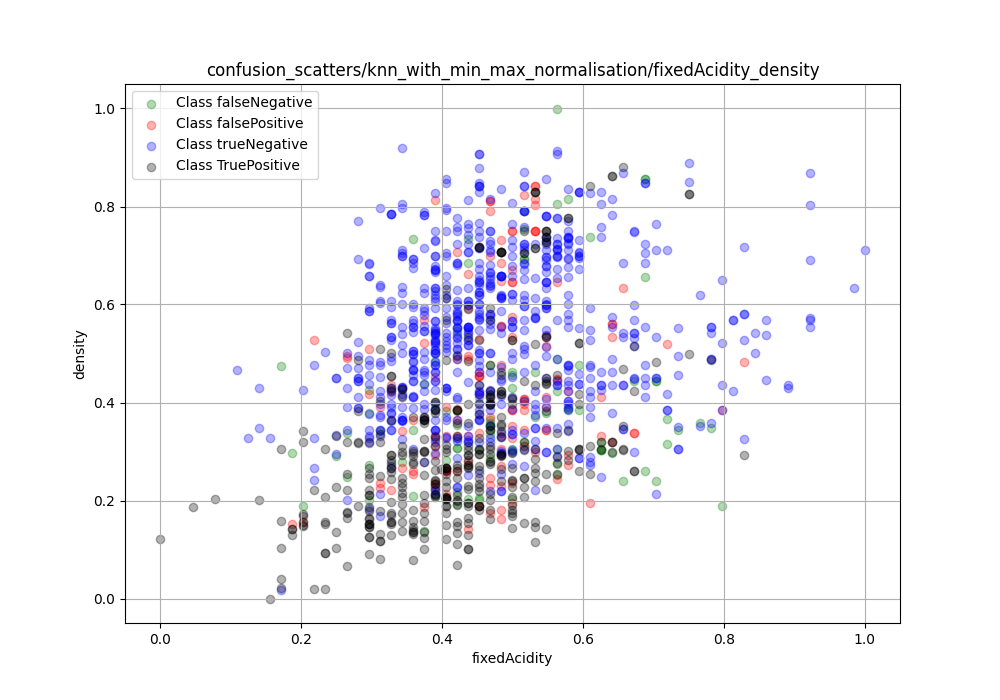 confusion_scatters/knn_with_min_max_normalisation/fixedAcidity_density
Class falseNegative
Class falsePositive
Class trueNegative
Class TruePositive
1.0
0.8
0.6
0.4
0.2
0.0
density
0.0 0.2 0.4 0.6 0.8 1.0
fixedAcidity